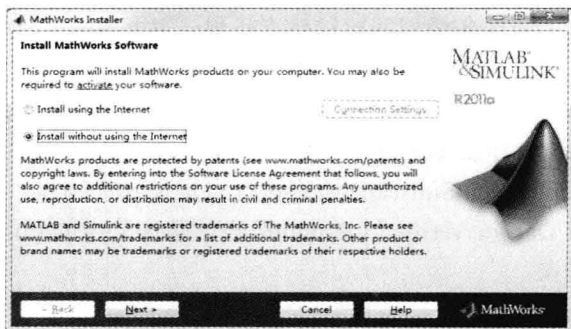 MathWorks Installer
Install MathWorks Software
This program will install MathWorks products on your computer. You may also be
required to activate your software.
Install using the Internet
Connection Settings
Install without using the Internet
MathWorks products are protected by patents (see www.mathworks.com/patents) and
copyright laws. By entering into the Software License Agreement that follows, you will
also agree to additional restrictions on your use of these programs. Any unauthorized
use, reproduction, or distribution may result in civil and criminal penalties.
MATLAB and Simulink are registered trademarks of The MathWorks, Inc. Please see
www.mathworks.com/trademarks for a list of additional trademarks. Other product or
brand names may be trademarks or registered trademarks of their respective holders.
MATLAB®
&SIMULINK®
R2011a
< Back
Next >
Cancel
Help
MathWorks®